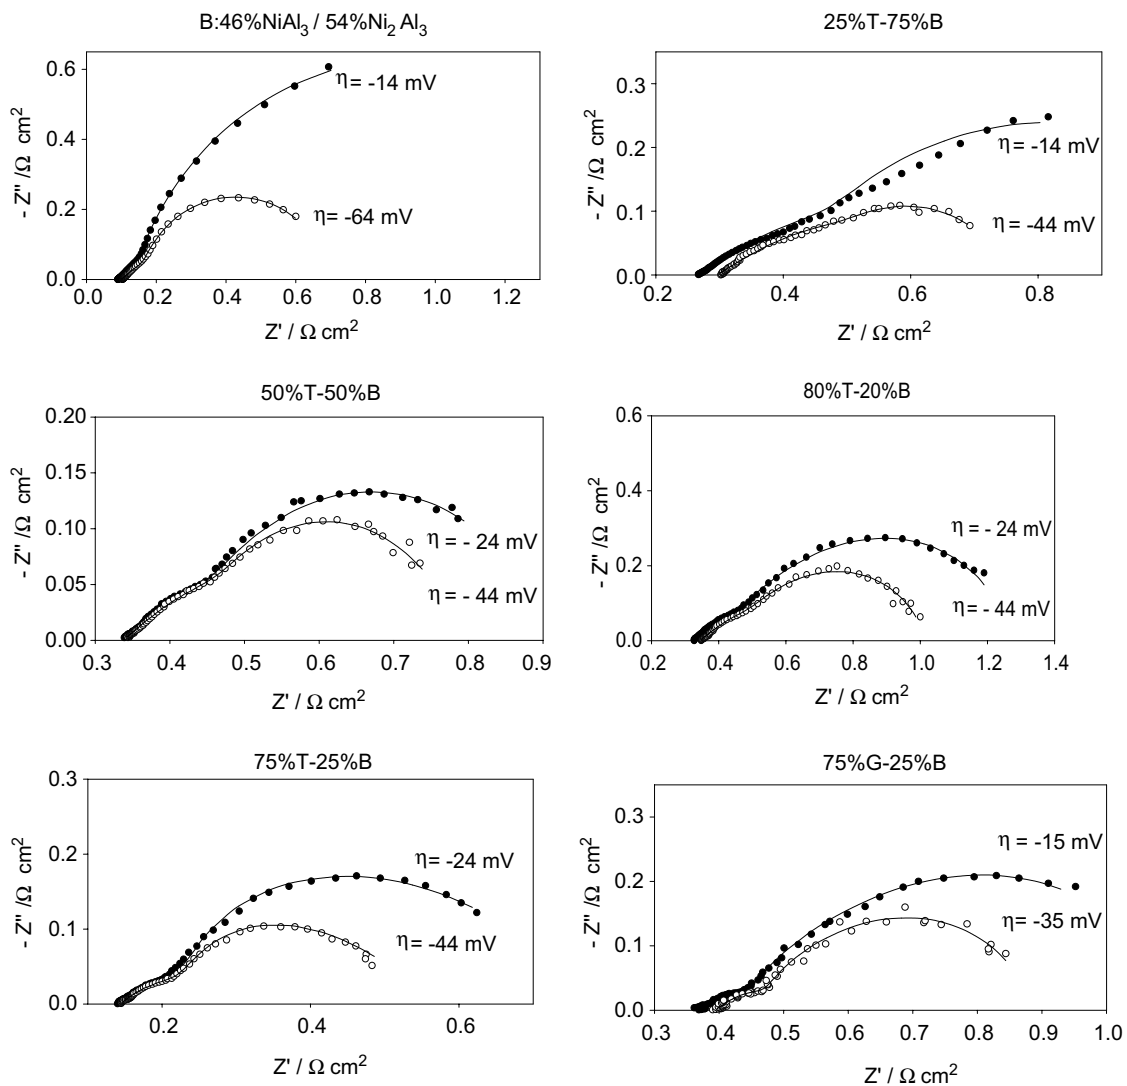 B:46%NiAl3 / 54%Ni2 Al3
- Z'' /Ω cm2
0.6
0.4
0.2
0.0
η= -14 mV
η= -64 mV
0.0 0.2 0.4 0.6 0.8 1.0 1.2
Z' / Ω cm2
25%T-75%B
- Z'' /Ω cm2
0.3
0.2
0.1
0.0
η= -14 mV
η= -44 mV
0.2 0.4 0.6 0.8
Z' / Ω cm2
50%T-50%B
- Z'' /Ω cm2
0.20
0.15
0.10
0.05
0.00
η= - 24 mV
η= - 44 mV
0.3 0.4 0.5 0.6 0.7 0.8 0.9
Z' / Ω cm2
80%T-20%B
- Z'' /Ω cm2
0.6
0.4
0.2
0.0
η= - 24 mV
η= - 44 mV
0.2 0.4 0.6 0.8 1.0 1.2 1.4
Z' / Ω cm2
75%T-25%B
- Z'' /Ω cm2
0.3
0.2
0.1
0.0
η= -24 mV
η= -44 mV
0.2 0.4 0.6
Z' / Ω cm2
75%G-25%B
- Z'' /Ω cm2
0.3
0.2
0.1
0.0
η= -15 mV
η= -35 mV
0.3 0.4 0.5 0.6 0.7 0.8 0.9 1.0
Z' / Ω cm2